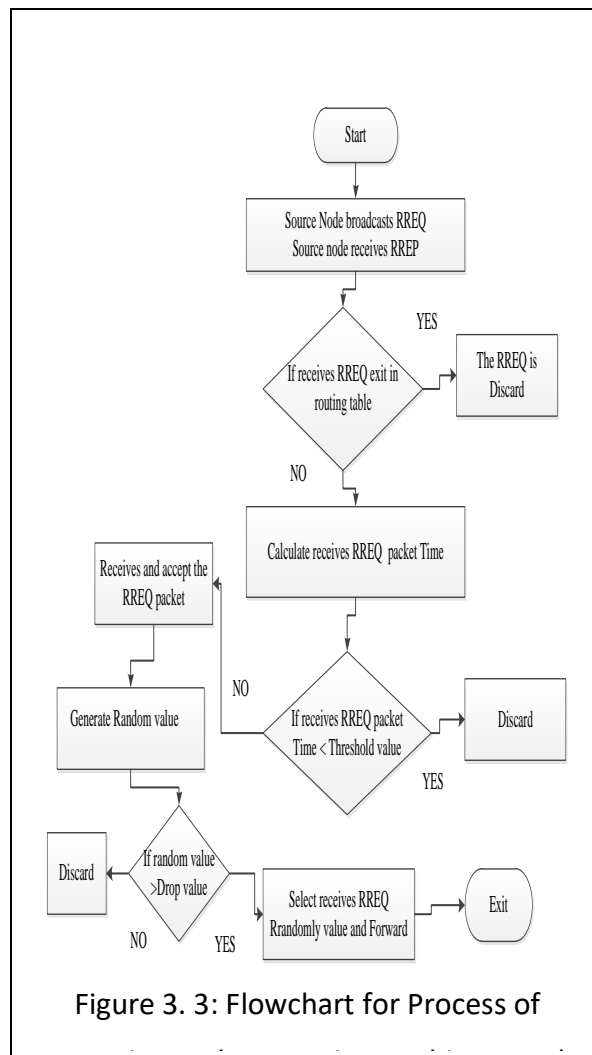 Start
Source Node broadcasts RREQ
Source node receives RREP
YES
If receives RREQ exit in
routing table
The RREQ is
Discard
NO
Calculate receives RREQ packet Time
Receives and accept the
RREQ packet
NO
If receives RREQ packet
Time < Threshold value
Discard
YES
Generate Random value
If random value
>Drop value
Discard
NO
YES
Select receives RREQ
Rrandomly value and Forward
Exit
Figure 3. 3: Flowchart for Process of